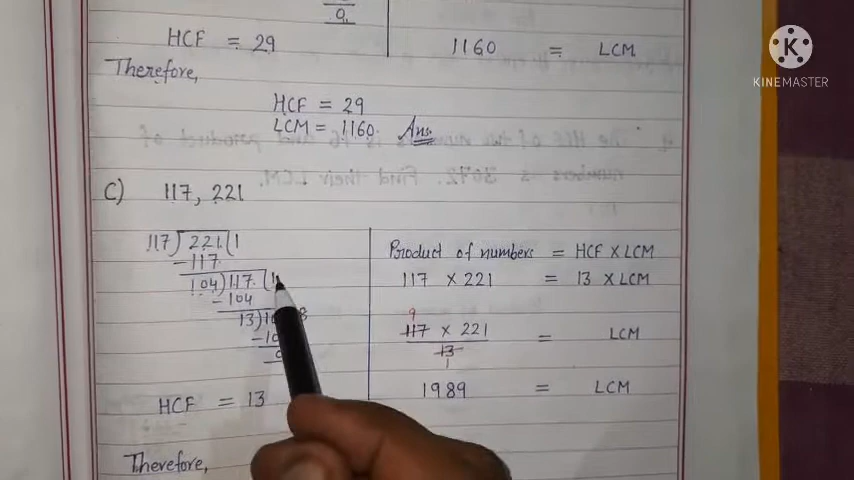 0
HCF = 29
1160 = LCM
Therefore,
HCF = 29
LCM = 1160. Ans.
C) 117, 221
117) 221 (1
-117
104) 117 (1
-104
13)
HCF = 13
Product of numbers = HCF X LCM
117 X 221 = 13 X LCM
9
117 X 221 = LCM
13
1
1989 = LCM
Therefore,
K
KINEMASTER